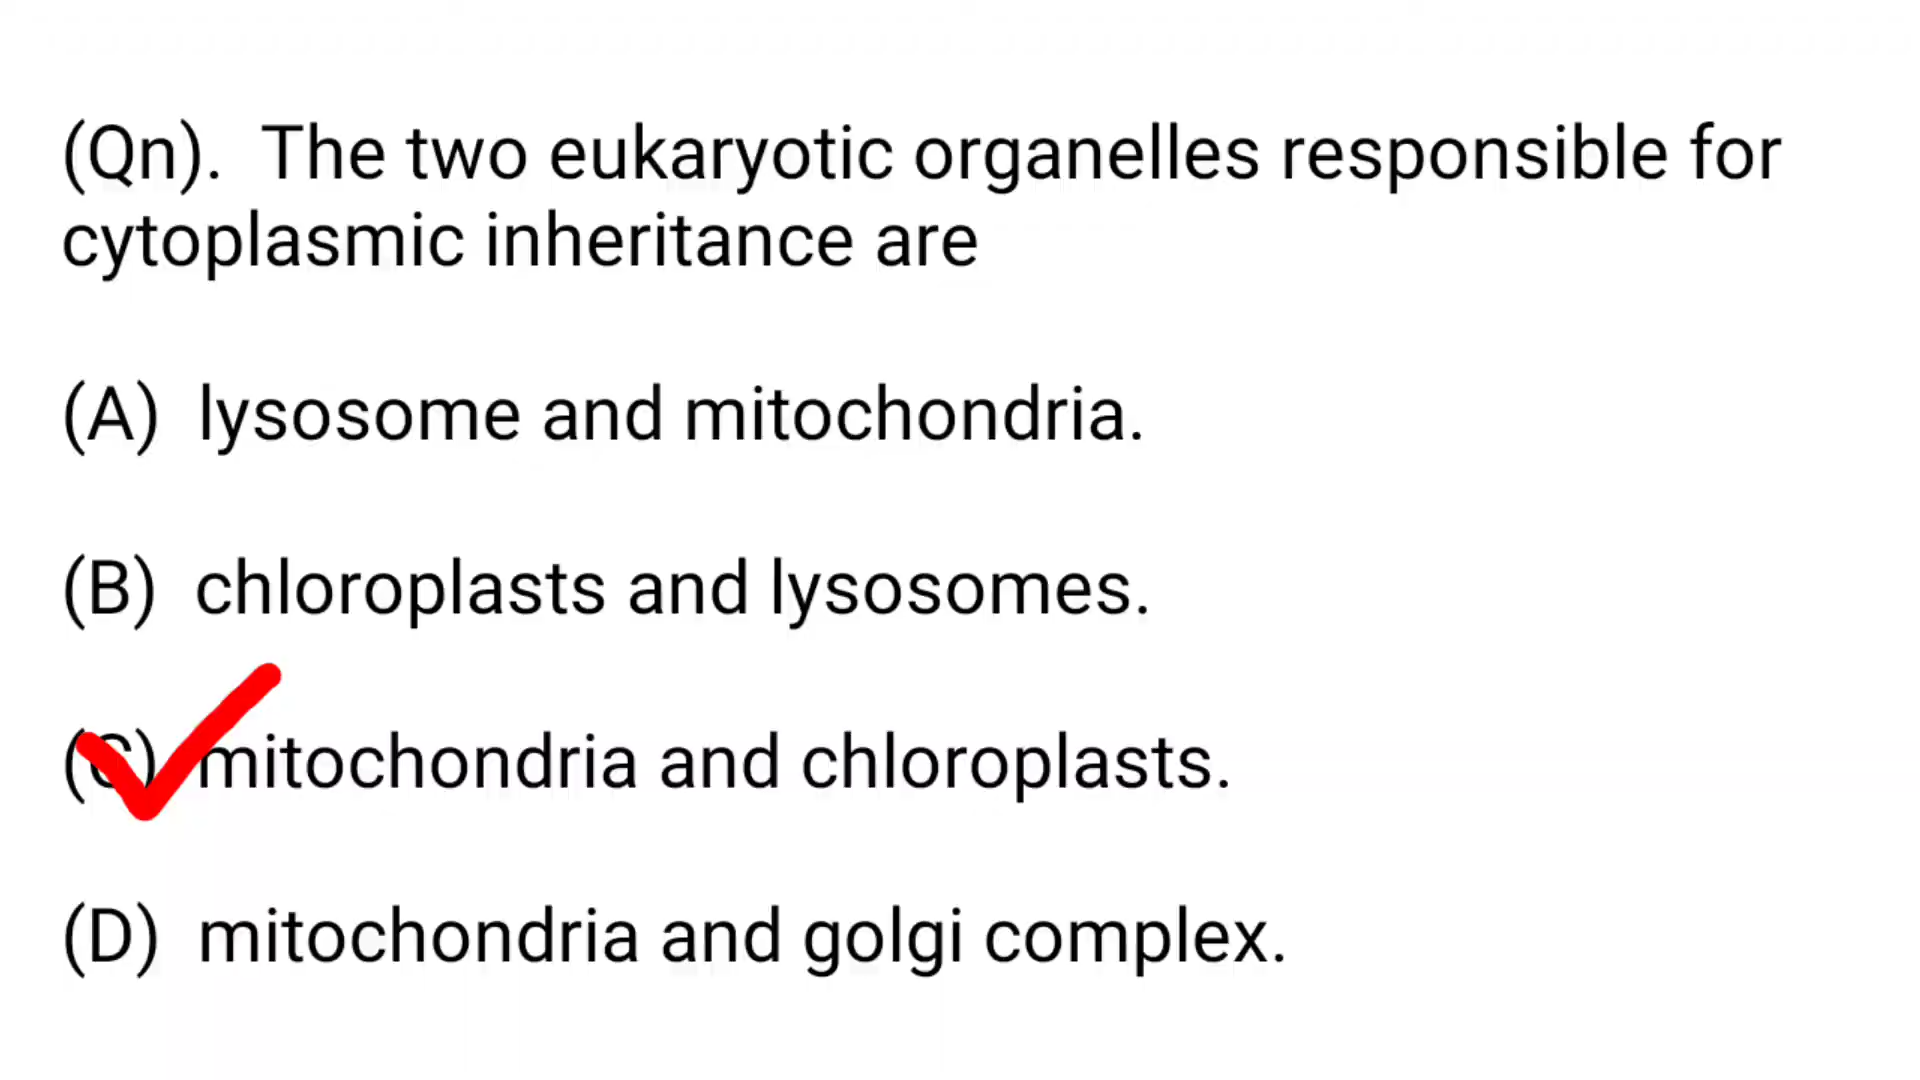 (Qn). The two eukaryotic organelles responsible for
cytoplasmic inheritance are
(A) lysosome and mitochondria.
(B) chloroplasts and lysosomes.
(C) mitochondria and chloroplasts.
(D) mitochondria and golgi complex.